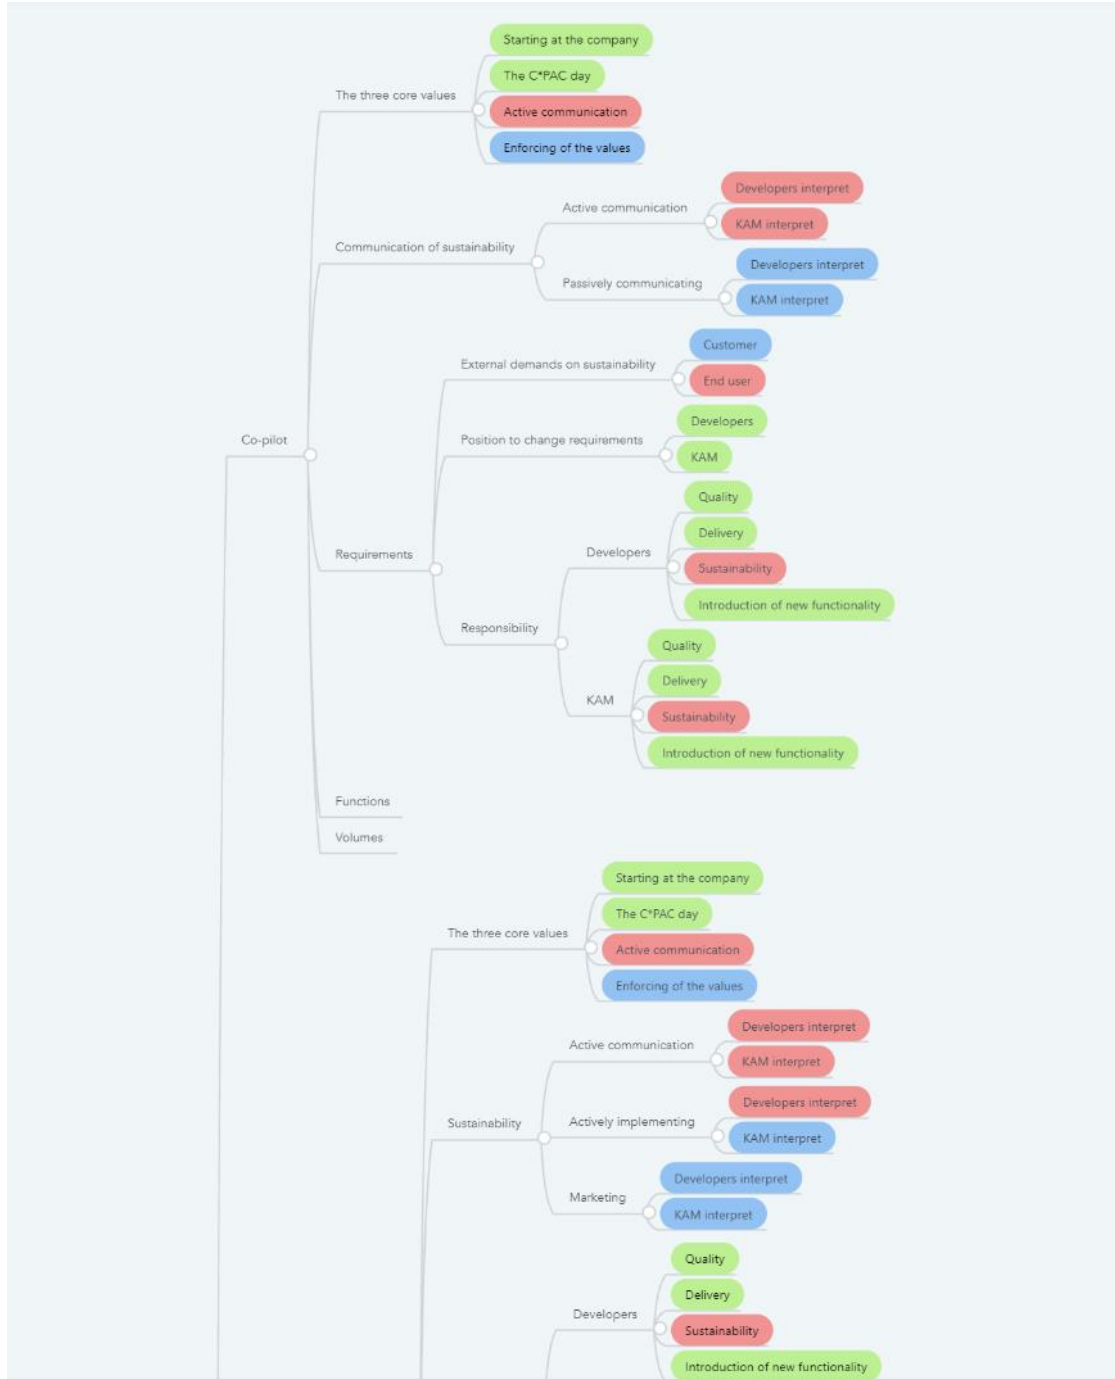 Starting at the company
The C*PAC day
The three core values
Active communication
Enforcing of the values
Developers interpret
Active communication
KAM interpret
Communication of sustainability
Developers interpret
Passively communicating
KAM interpret
Customer
External demands on sustainability
End user
Developers
Co-pilot
Position to change requirements
KAM
Quality
Delivery
Requirements
Developers
Sustainability
Introduction of new functionality
Responsibility
Quality
Delivery
KAM
Sustainability
Introduction of new functionality
Functions
Volumes
Starting at the company
The C*PAC day
The three core values
Active communication
Enforcing of the values
Developers interpret
Active communication
KAM interpret
Developers interpret
Sustainability
Actively implementing
KAM interpret
Developers interpret
Marketing
KAM interpret
Quality
Delivery
Developers
Sustainability
Introduction of new functionality